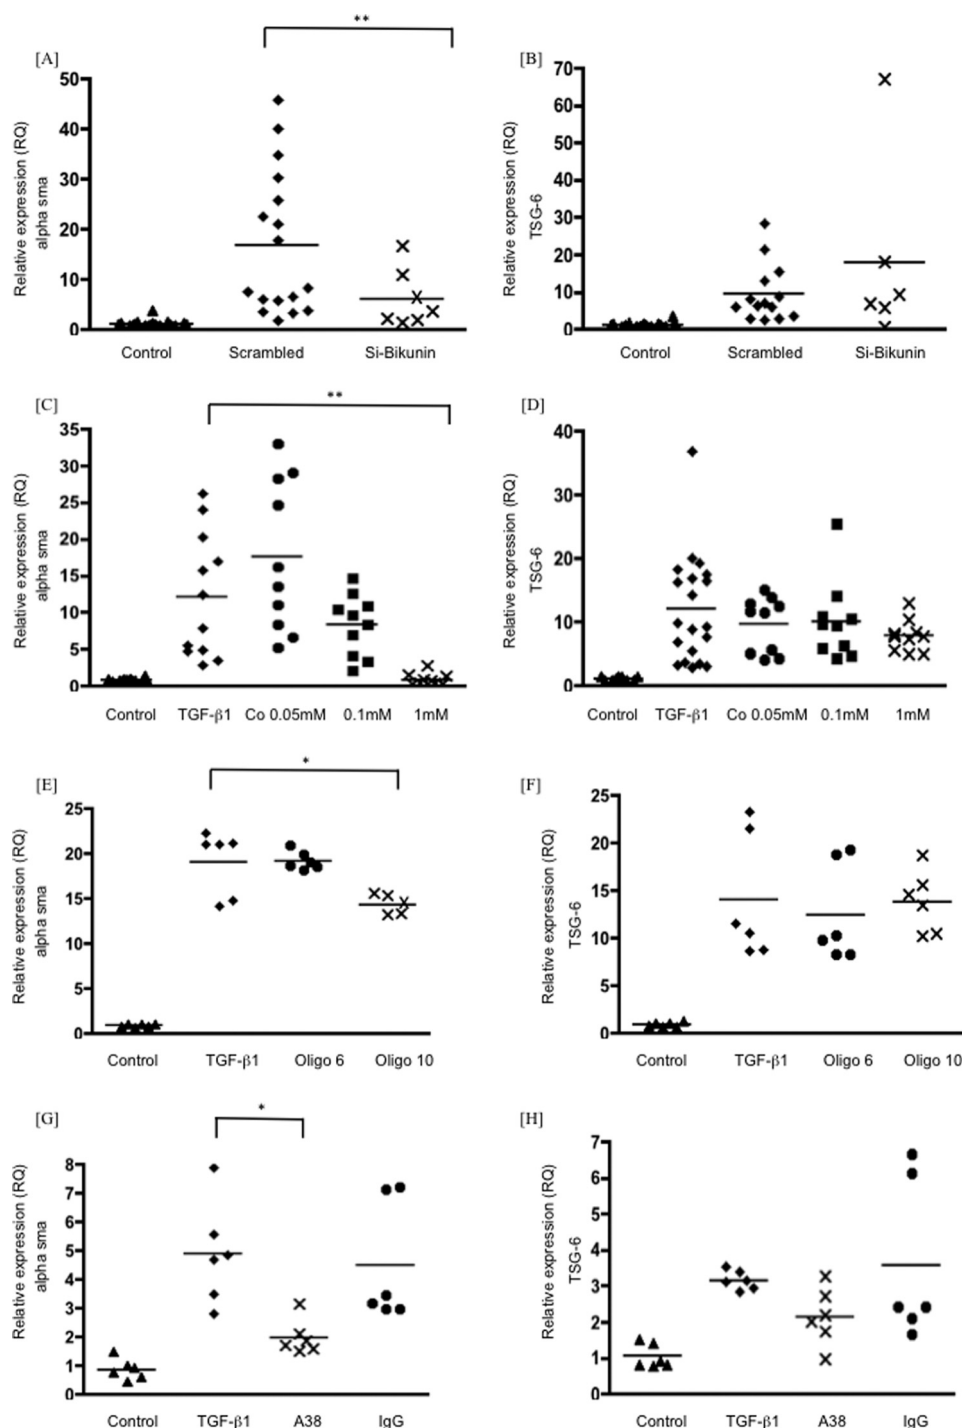 **
[A]
[B]
Relative expression (RQ)
alpha sma
50
40
30
20
10
0
Control Scrambled Si-Bikunin
Relative expression (RQ)
TSG-6
70
60
50
40
30
20
10
0
Control Scrambled Si-Bikunin
**
[C]
[D]
Relative expression (RQ)
alpha sma
35
30
25
20
15
10
5
0
Control TGF-β1 Co 0.05mM 0.1mM 1mM
Relative expression (RQ)
TSG-6
40
30
20
10
0
Control TGF-β1 Co 0.05mM 0.1mM 1mM
*
[E]
[F]
Relative expression (RQ)
alpha sma
25
20
15
10
5
0
Control TGF-β1 Oligo 6 Oligo 10
Relative expression (RQ)
TSG-6
25
20
15
10
5
0
Control TGF-β1 Oligo 6 Oligo 10
*
[G]
[H]
Relative expression (RQ)
alpha sma
8
7
6
5
4
3
2
1
0
Control TGF-β1 A38 IgG
Relative expression (RQ)
TSG-6
7
6
5
4
3
2
1
0
Control TGF-β1 A38 IgG